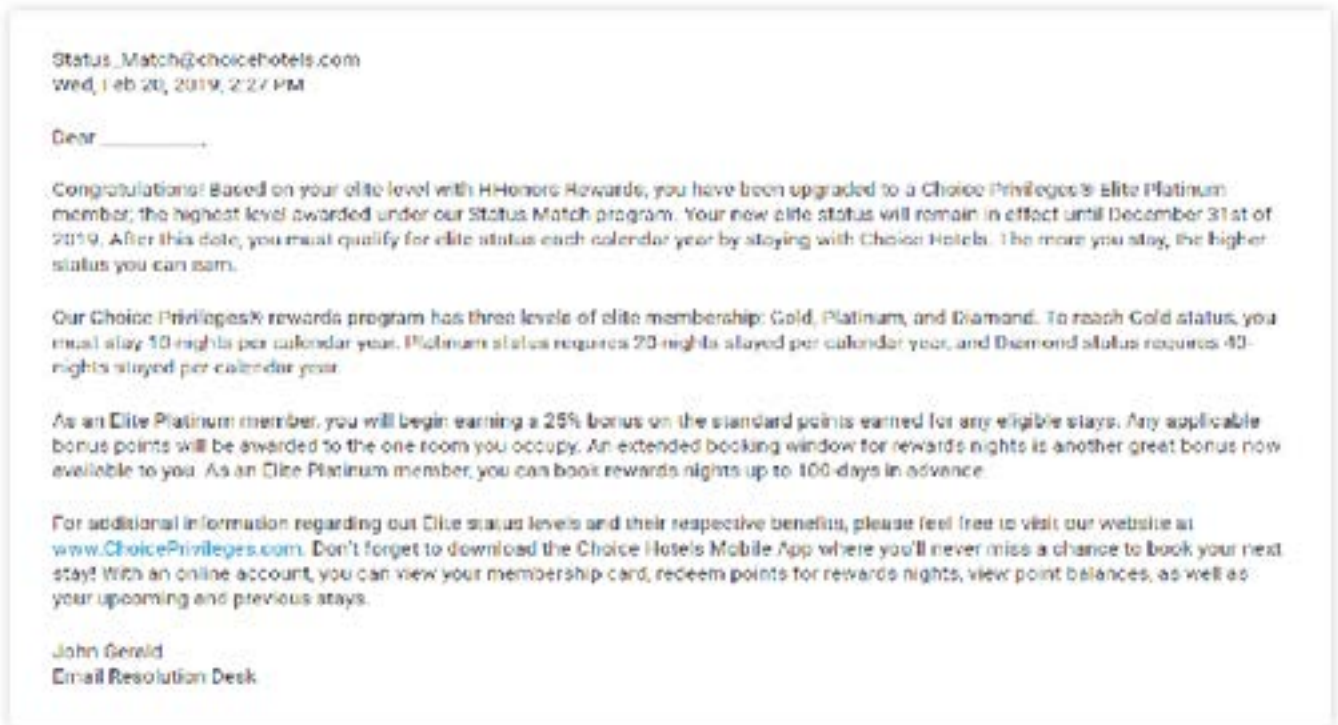 Status_Match@choicehotels.com
Wed, Feb 20, 2019, 2:27 PM
Dear __________,
Congratulations! Based on your elite level with HHonors Rewards, you have been upgraded to a Choice Privileges® Elite Platinum
member, the highest level awarded under our Status Match program. Your new elite status will remain in effect until December 31st of
2019. After this date, you must qualify for elite status each calendar year by staying with Choice Hotels. The more you stay, the higher
status you can earn.
Our Choice Privileges® rewards program has three levels of elite membership: Gold, Platinum, and Diamond. To reach Gold status, you
must stay 10-nights per calendar year. Platinum status requires 20-nights stayed per calendar year, and Diamond status requires 40-
nights stayed per calendar year.
As an Elite Platinum member, you will begin earning a 25% bonus on the standard points earned for any eligible stays. Any applicable
bonus points will be awarded to the one room you occupy. An extended booking window for rewards nights is another great bonus now
available to you. As an Elite Platinum member, you can book rewards nights up to 100-days in advance.
For additional information regarding our Elite status levels and their respective benefits, please feel free to visit our website at
www.ChoicePrivileges.com. Don't forget to download the Choice Hotels Mobile App where you'll never miss a chance to book your next
stay! With an online account, you can view your membership card, redeem points for rewards nights, view point balances, as well as
your upcoming and previous stays.
John Gerald
Email Resolution Desk